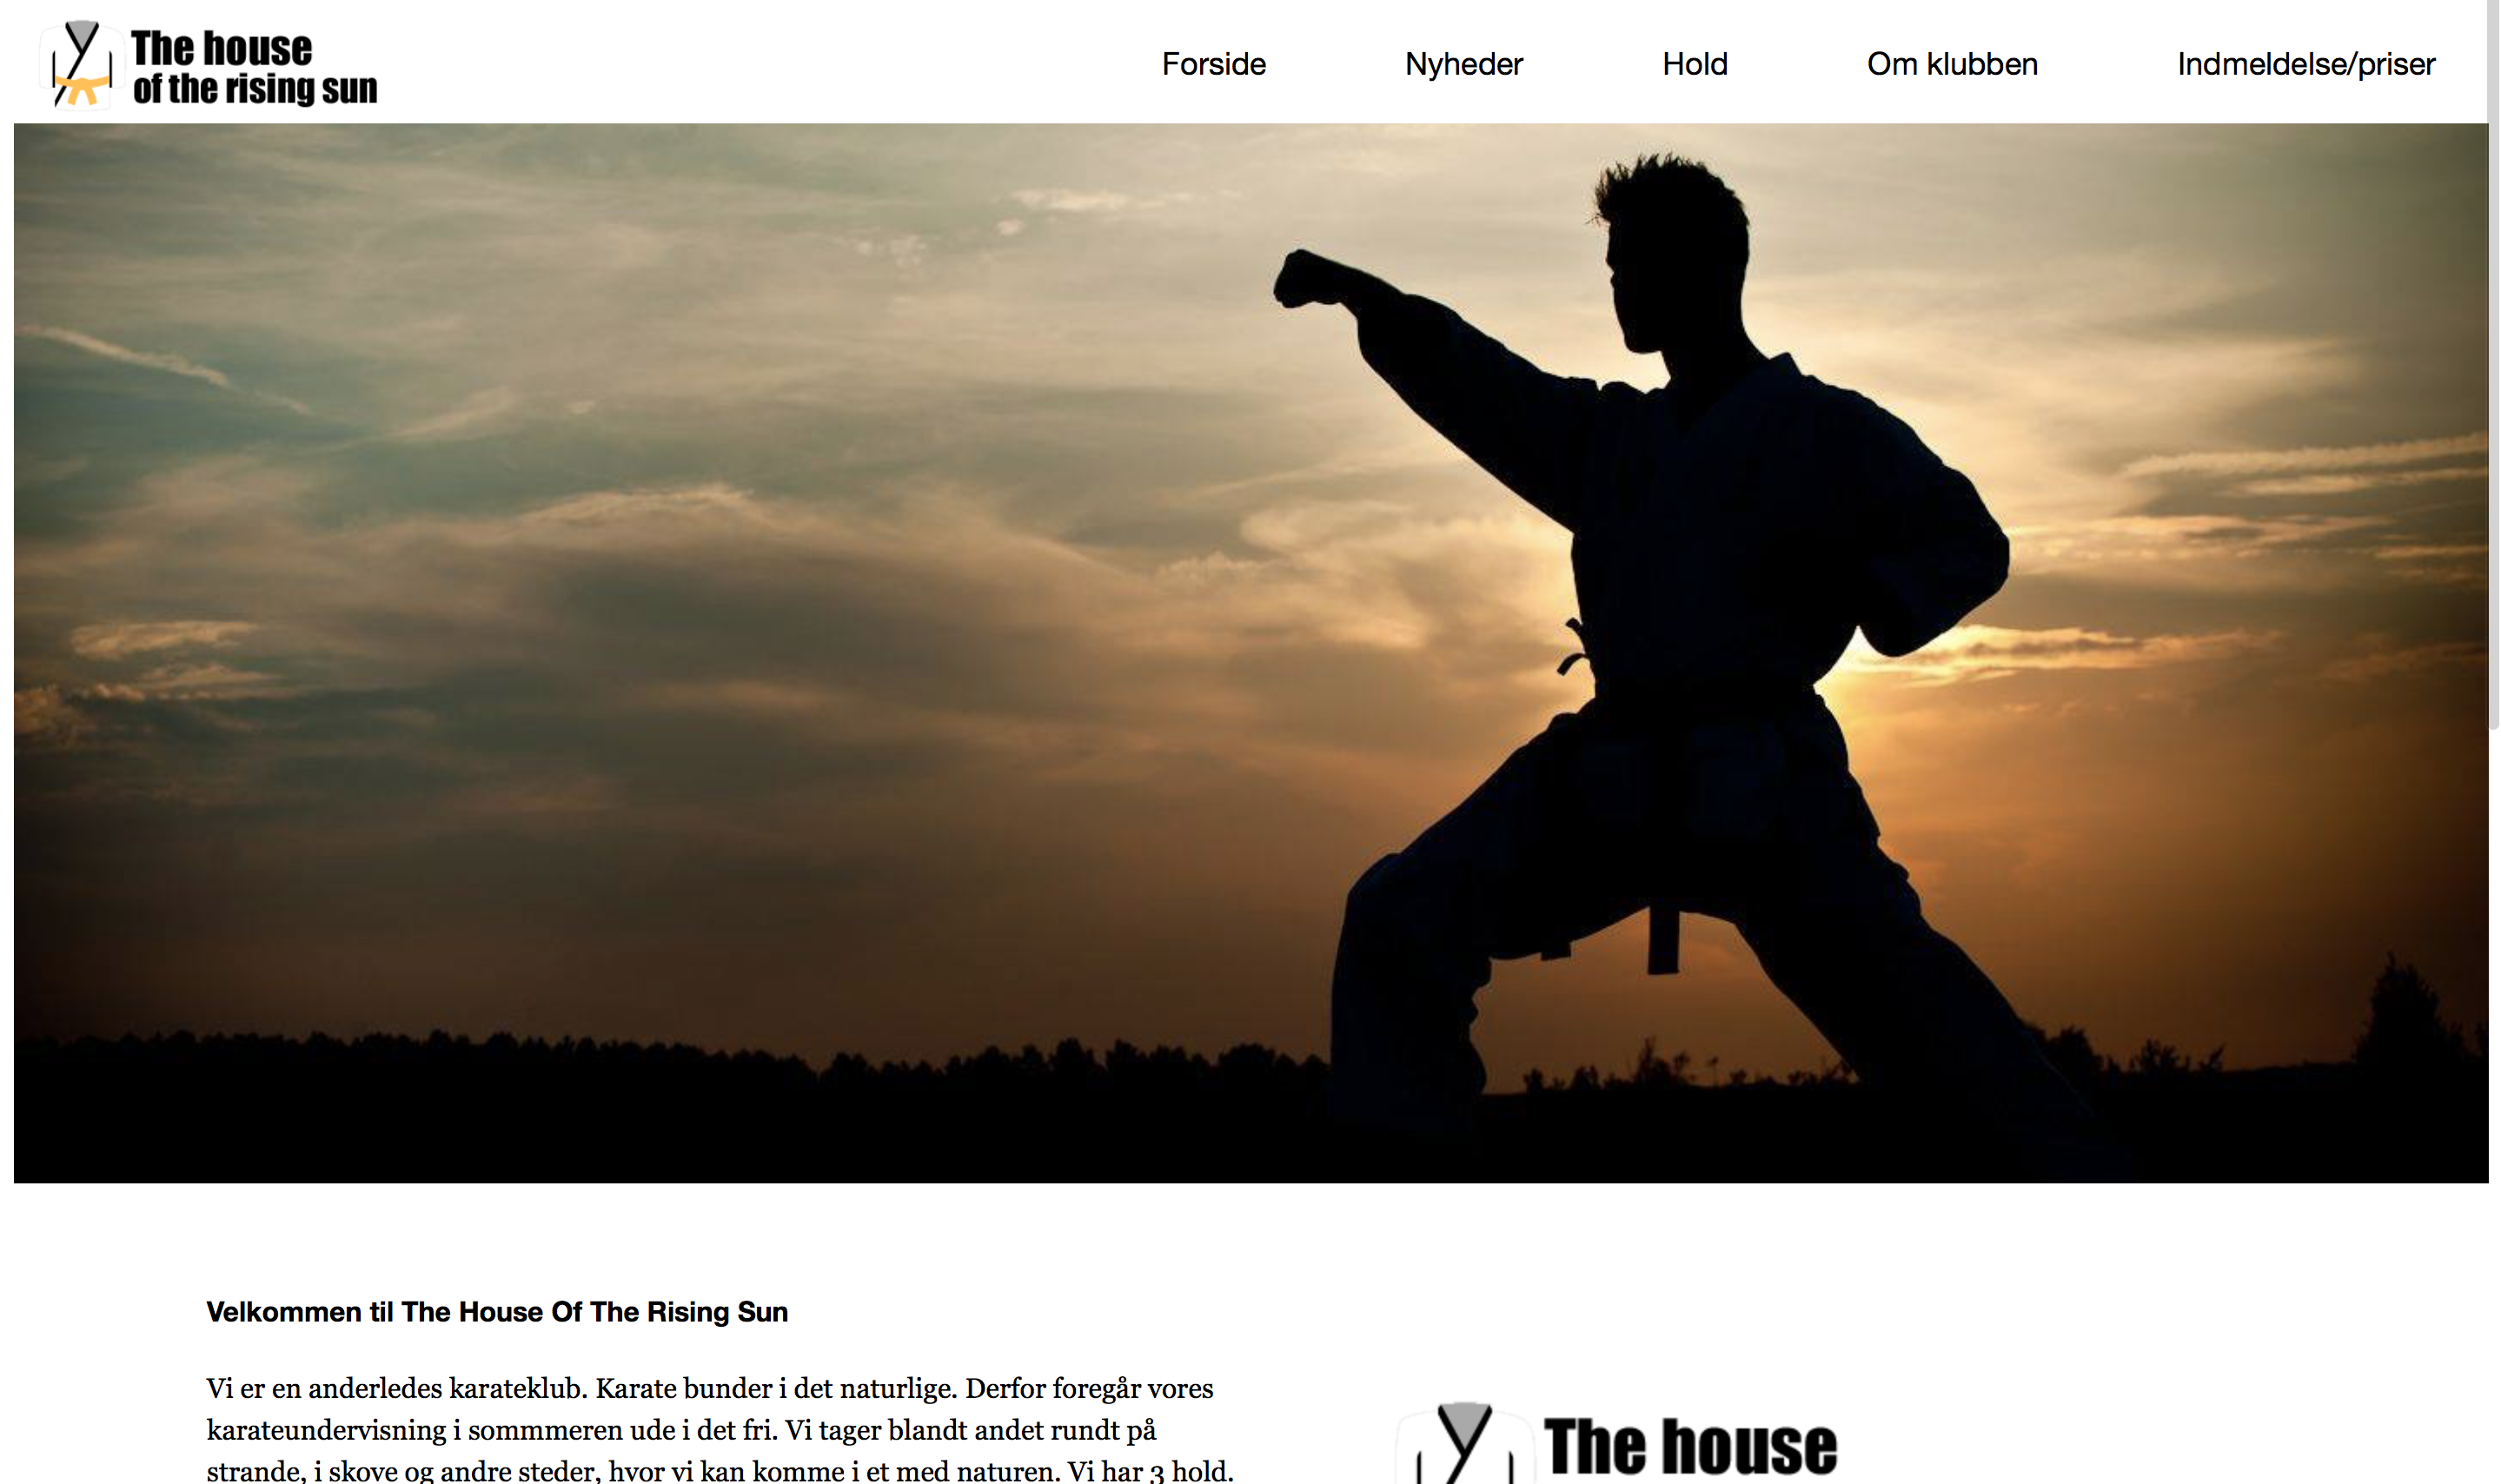 The house
of the rising sun
Forside
Nyheder
Hold
Om klubben
Indmeldelse/priser
Velkommen til The House Of The Rising Sun
Vi er en anderledes karateklub. Karate bunder i det naturlige. Derfor foregår vores
karateundervisning i sommmeren ude i det fri. Vi tager blandt andet rundt på
strande, i skove og andre steder, hvor vi kan komme i et med naturen. Vi har 3 hold.
The house